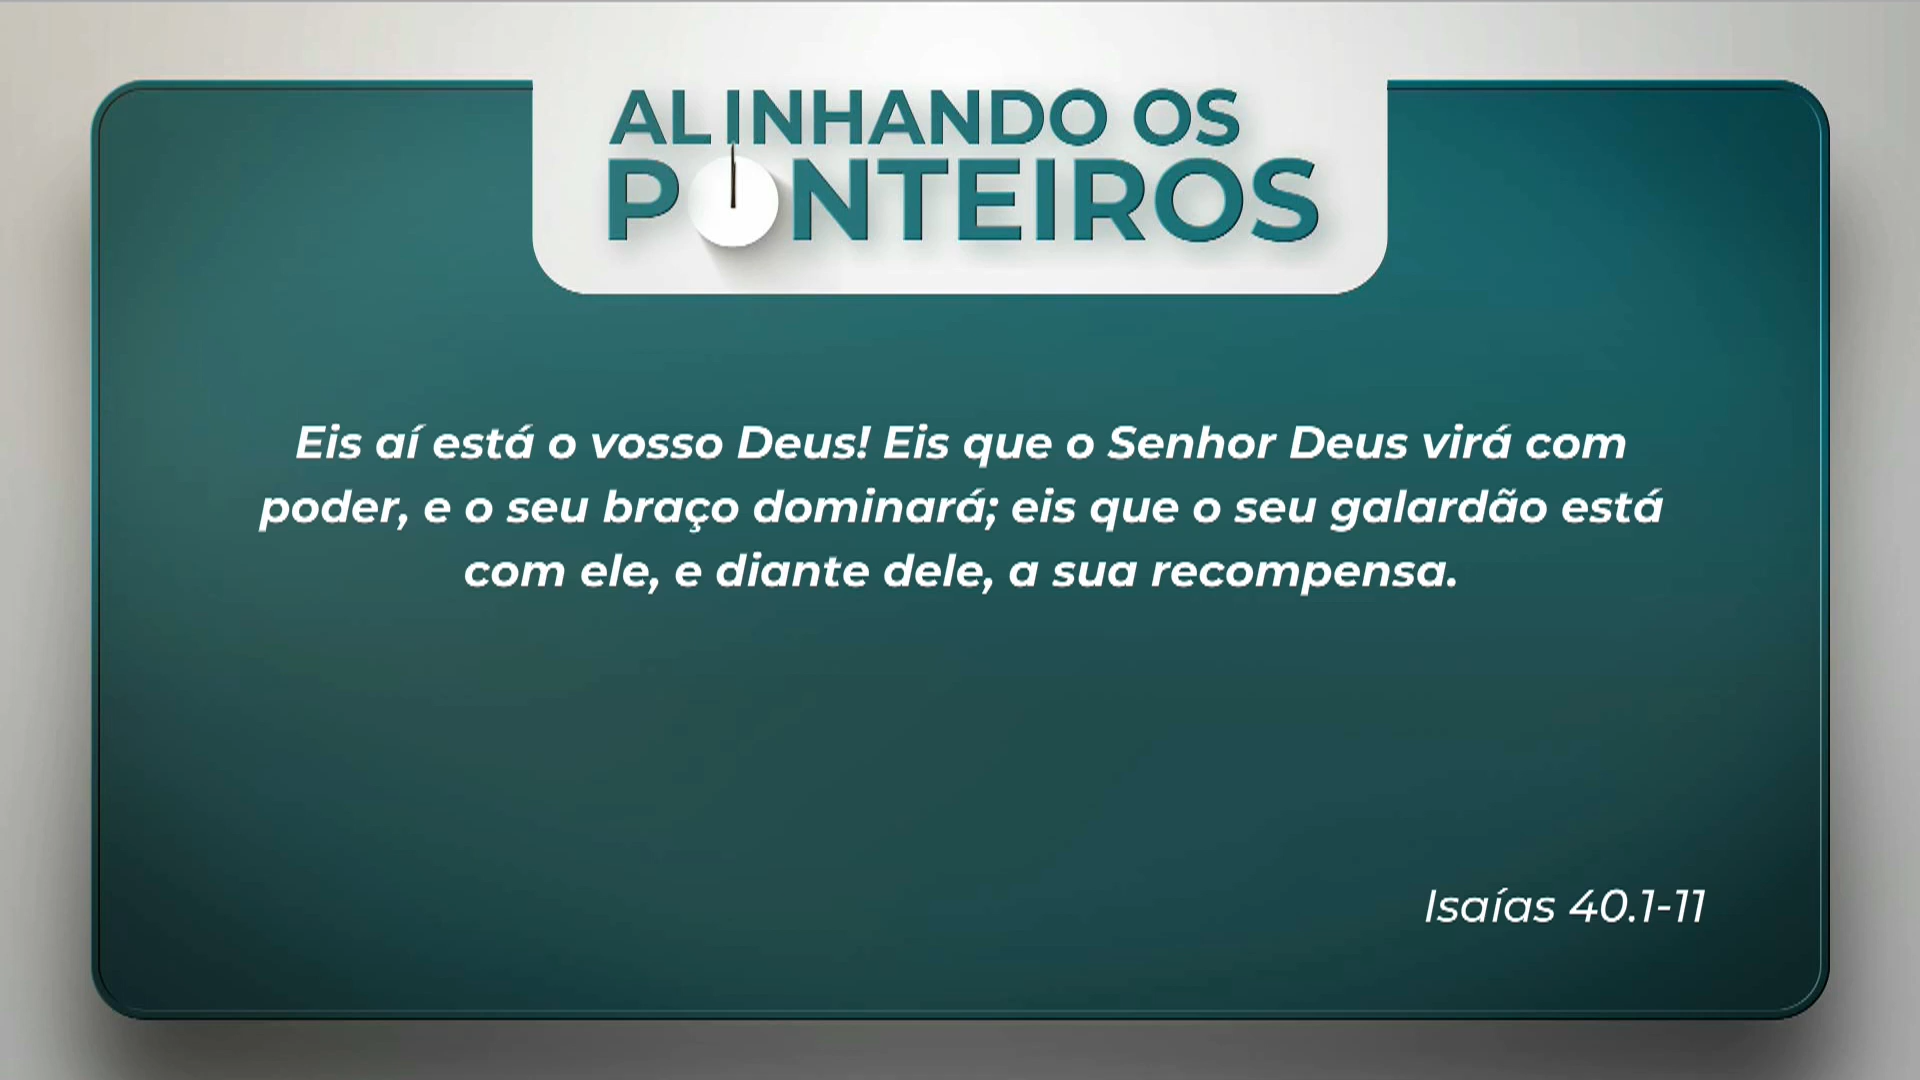 ALINHANDO OS
PONTEIROS
Eis aí está o vosso Deus! Eis que o Senhor Deus virá com
poder, e o seu braço dominará; eis que o seu galardão está
com ele, e diante dele, a sua recompensa.
Isaías 40.1-11